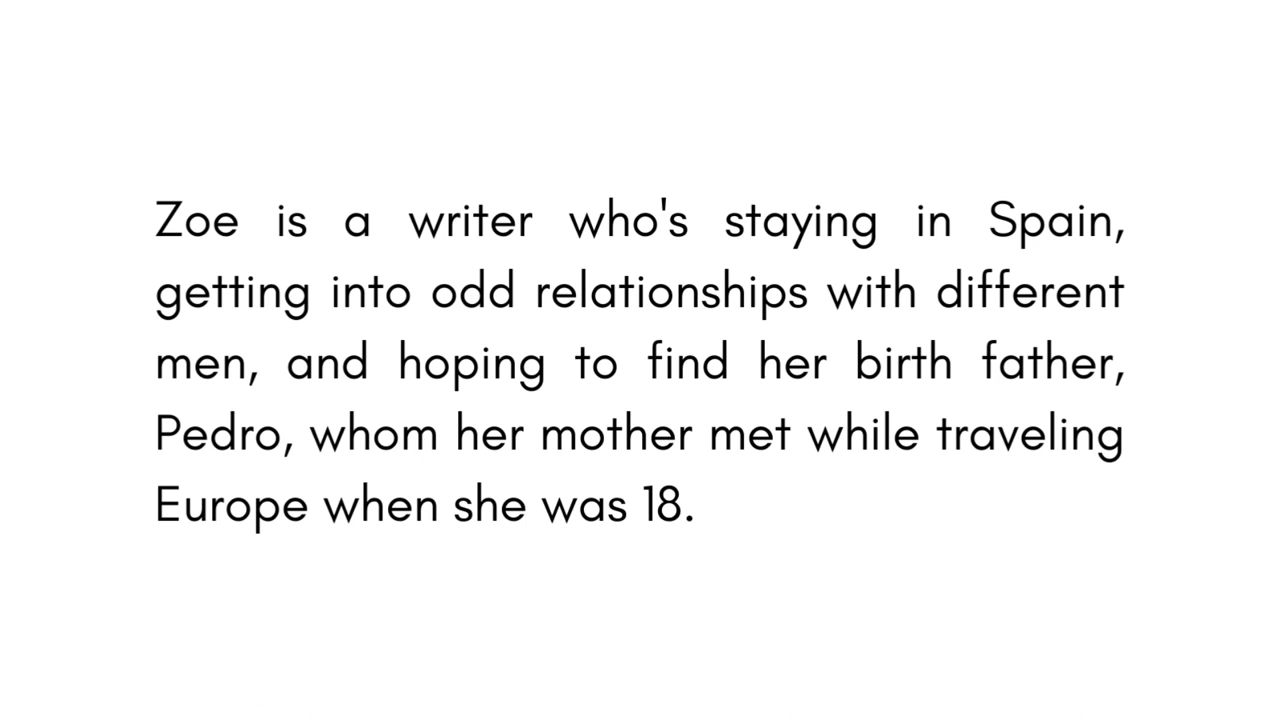 Zoe is a writer who's staying in Spain,
getting into odd relationships with different
men, and hoping to find her birth father,
Pedro, whom her mother met while traveling
Europe when she was 18.